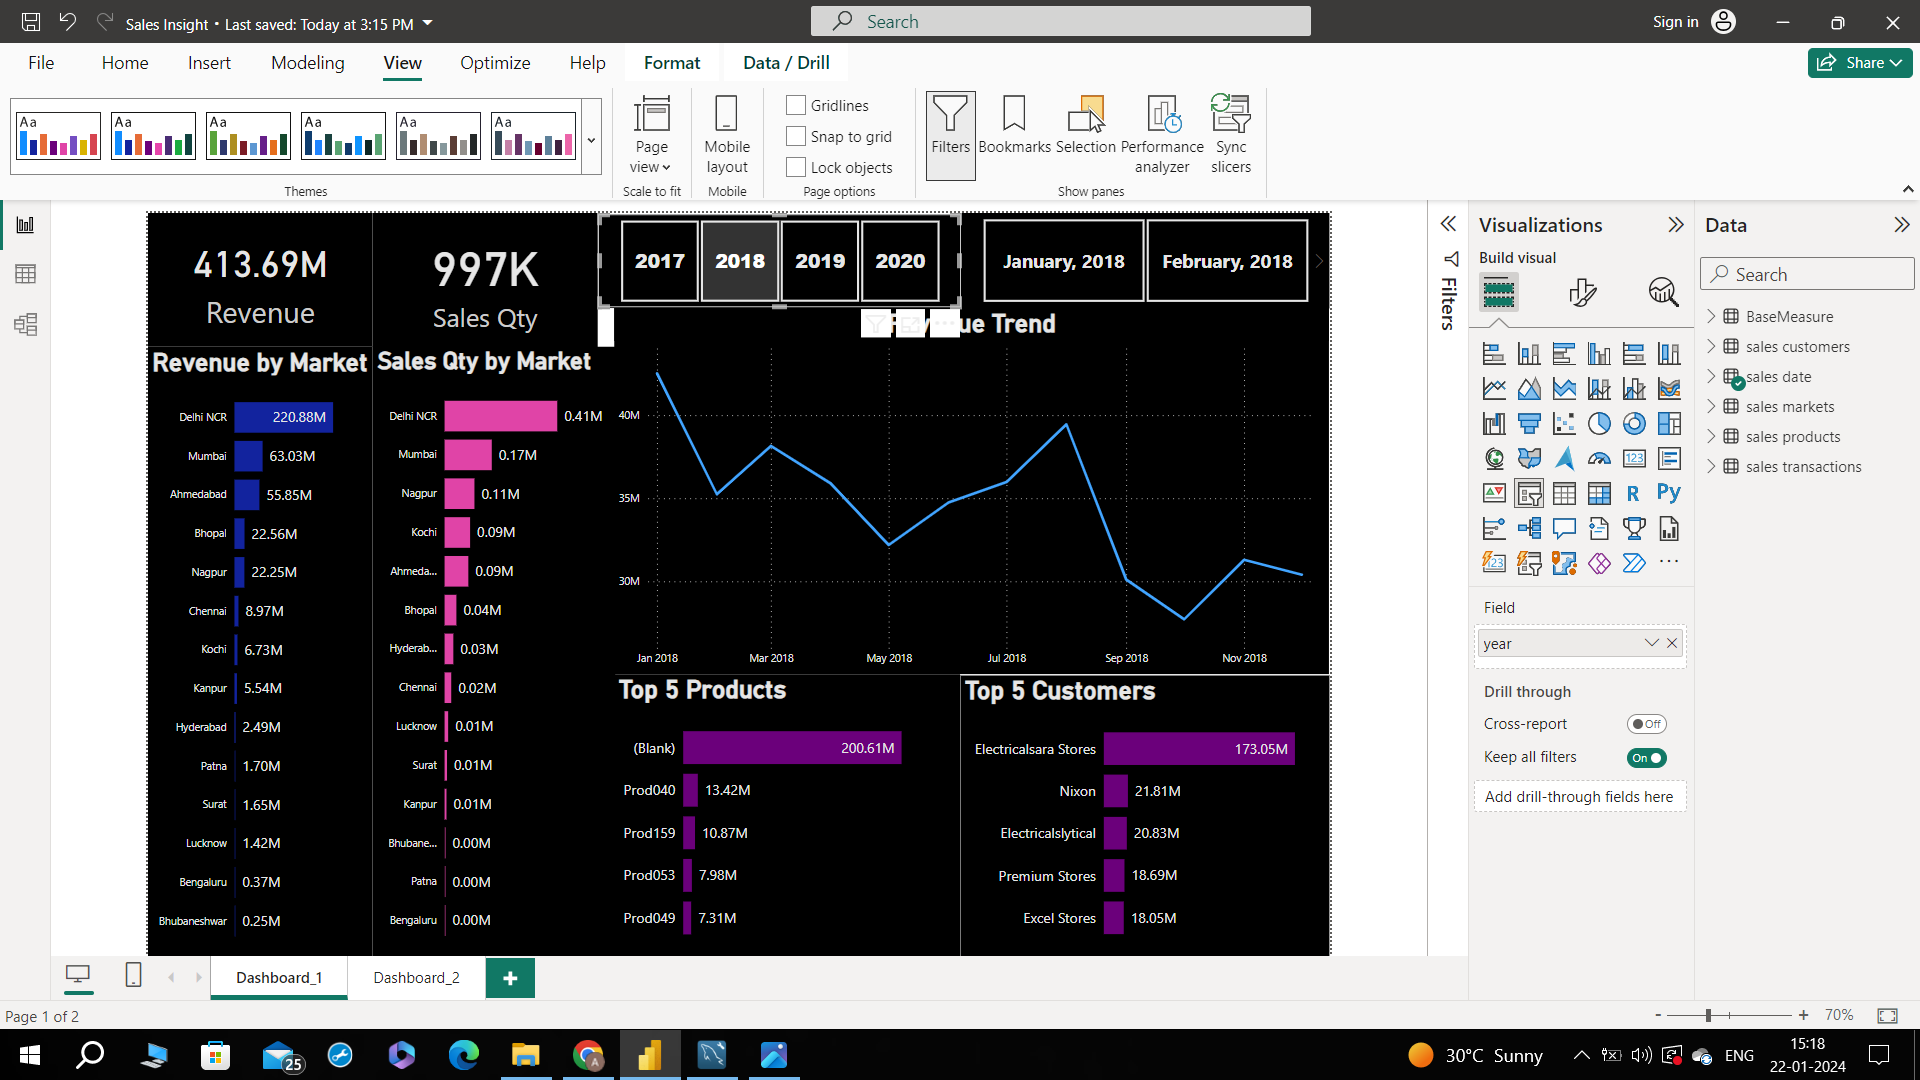 Sales Insight • Last saved: Today at 3:15 PM
Search
Sign in
File
Home
Insert
Modeling
View
Optimize
Help
Format
Data / Drill
Share
Aa
Aa
Aa
Aa
Aa
Aa
Themes
Page view
Scale to fit
Mobile layout
Mobile
Gridlines
Snap to grid
Lock objects
Page options
Filters
Bookmarks
Selection
Performance analyzer
Sync slicers
Show panes
413.69M
Revenue
997K
Sales Qty
2017
2018
2019
2020
January, 2018
February, 2018
Revenue by Market
Delhi NCR 220.88M
Mumbai 63.03M
Ahmedabad 55.85M
Bhopal 22.56M
Nagpur 22.25M
Chennai 8.97M
Kochi 6.73M
Kanpur 5.54M
Hyderabad 2.49M
Patna 1.70M
Surat 1.65M
Lucknow 1.42M
Bengaluru 0.37M
Bhubaneshwar 0.25M
Sales Qty by Market
Delhi NCR 0.41M
Mumbai 0.17M
Nagpur 0.11M
Kochi 0.09M
Ahmeda... 0.09M
Bhopal 0.04M
Hyderab... 0.03M
Chennai 0.02M
Lucknow 0.01M
Surat 0.01M
Kanpur 0.01M
Bhubane... 0.00M
Patna 0.00M
Bengaluru 0.00M
ue Trend
40M
35M
30M
Jan 2018
Mar 2018
May 2018
Jul 2018
Sep 2018
Nov 2018
Top 5 Products
(Blank) 200.61M
Prod040 13.42M
Prod159 10.87M
Prod053 7.98M
Prod049 7.31M
Top 5 Customers
Electricalsara Stores 173.05M
Nixon 21.81M
Electricalslytical 20.83M
Premium Stores 18.69M
Excel Stores 18.05M
Filters
Visualizations
Build visual
123
R
Py
123
Field
year
Drill through
Cross-report
Off
Keep all filters
On
Add drill-through fields here
Data
Search
BaseMeasure
sales customers
sales date
sales markets
sales products
sales transactions
Dashboard_1
Dashboard_2
+
Page 1 of 2
- + 70%
25
A
30°C Sunny
ENG
15:18
22-01-2024